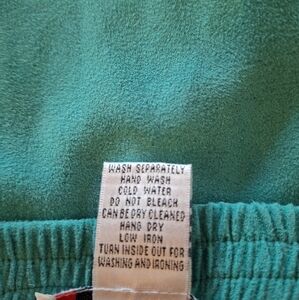 WASH SEPARATELY
HAND WASH
COLD WATER
DO NOT BLEACH
CAN BE DRY CLEANED
HANG DRY
LOW IRON
TURN INSIDE OUT FOR
WASHING AND IRONING